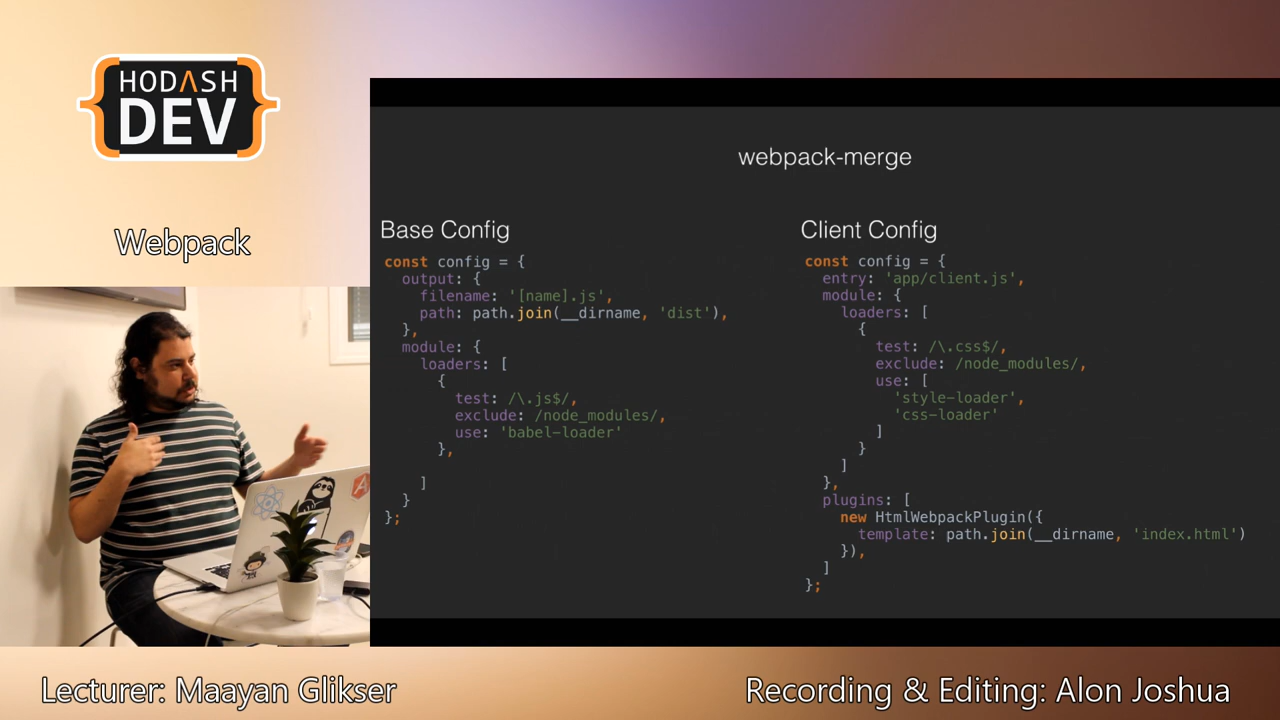 HODASH
DEV
Webpack
webpack-merge
Base Config
const config = {
  output: {
    filename: '[name].js',
    path: path.join(__dirname, 'dist'),
  },
  module: {
    loaders: [
      {
        test: /\.js$/,
        exclude: /node_modules/,
        use: 'babel-loader'
      },
    ]
  }
};
Client Config
const config = {
  entry: 'app/client.js',
  module: {
    loaders: [
      {
        test: /\.css$/,
        exclude: /node_modules/,
        use: [
          'style-loader',
          'css-loader'
        ]
      }
    ]
  },
  plugins: [
    new HtmlWebpackPlugin({
      template: path.join(__dirname, 'index.html')
    }),
  ]
};
Lecturer: Maayan Glikser
Recording & Editing: Alon Joshua